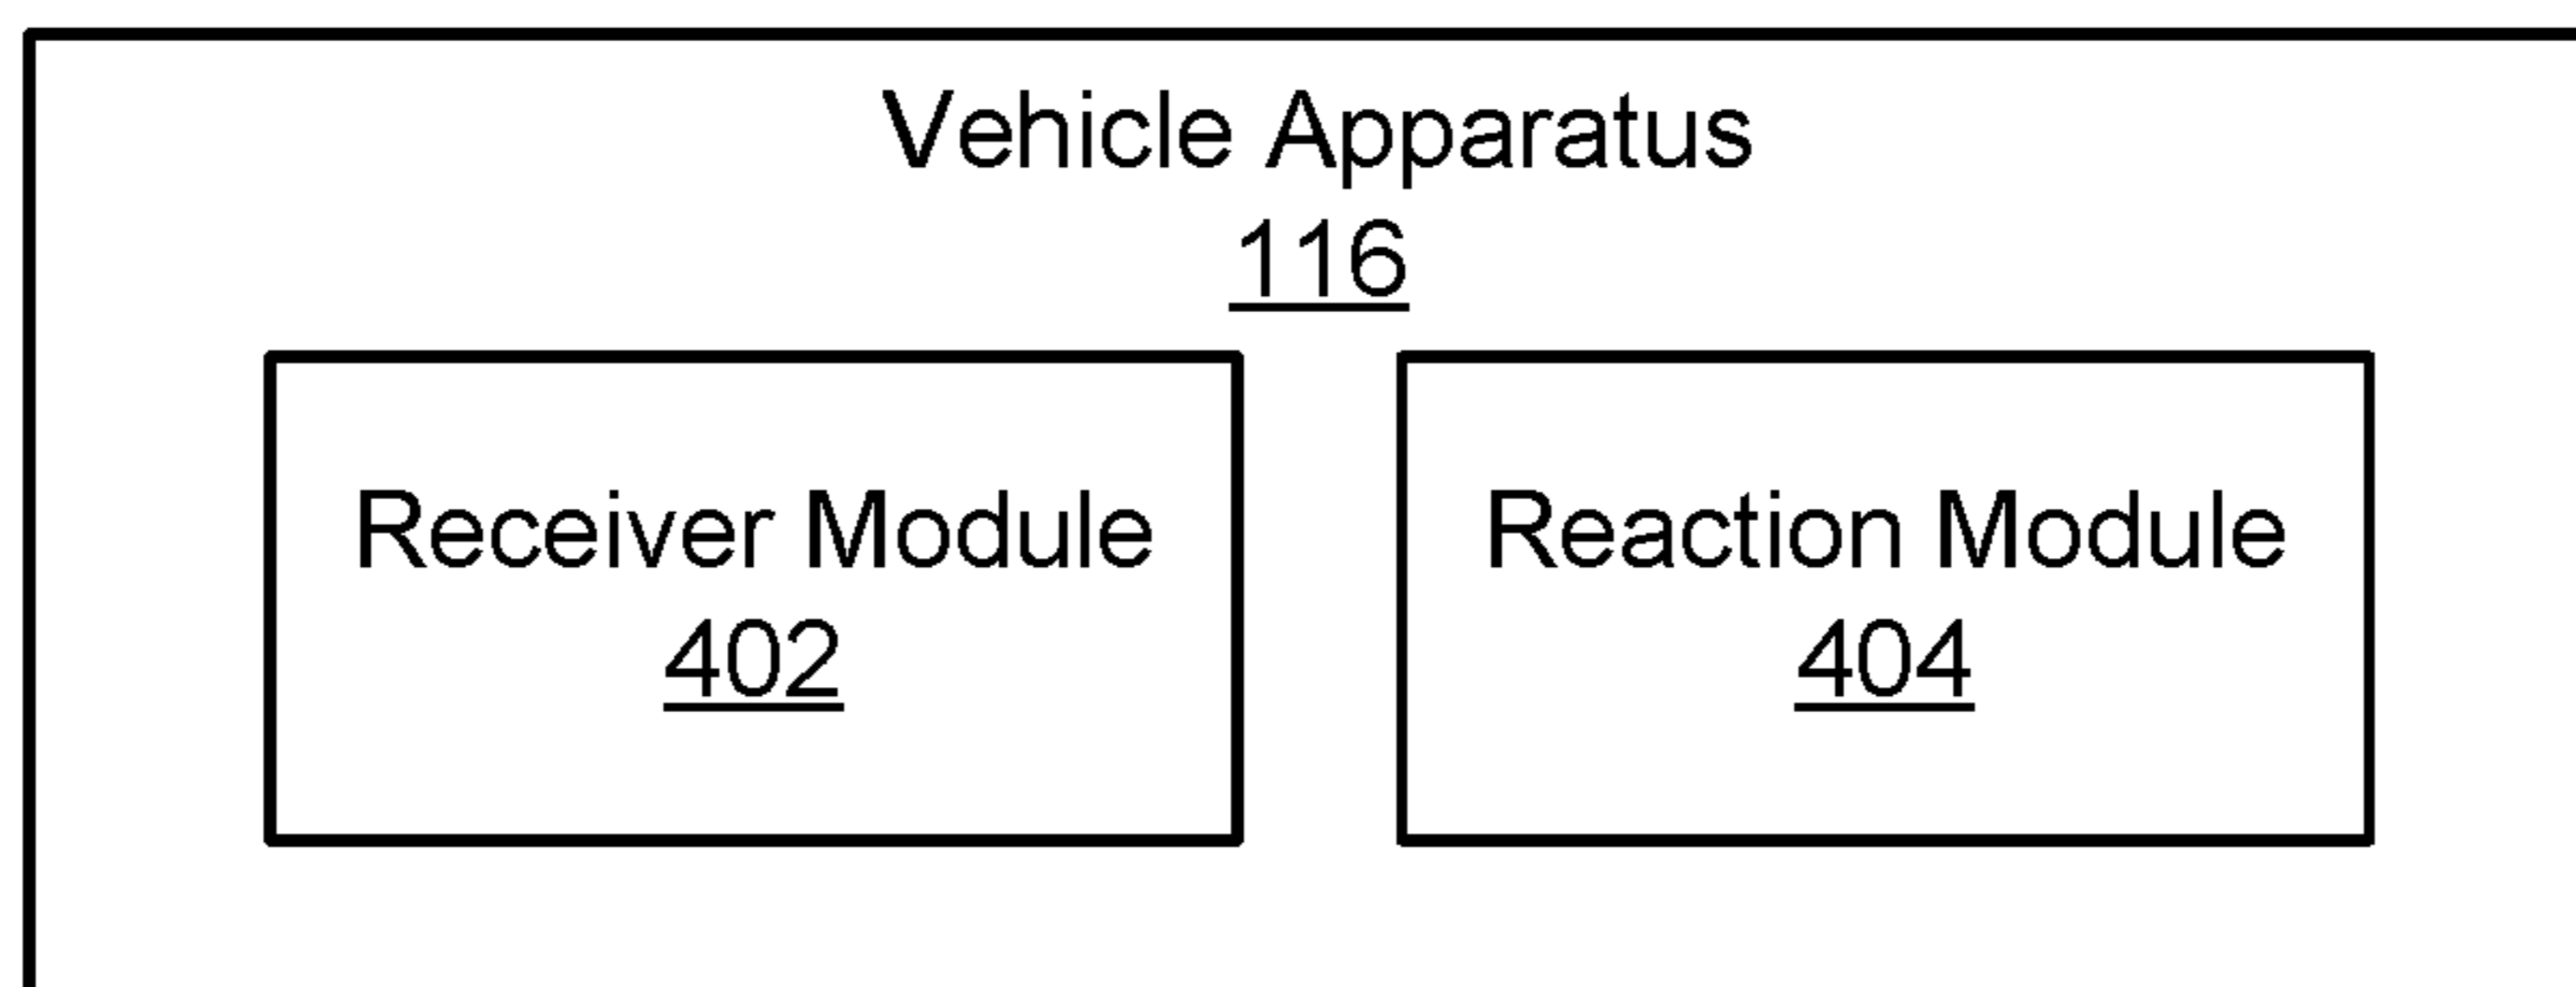 Vehicle Apparatus
116
Receiver Module
402
Reaction Module
404